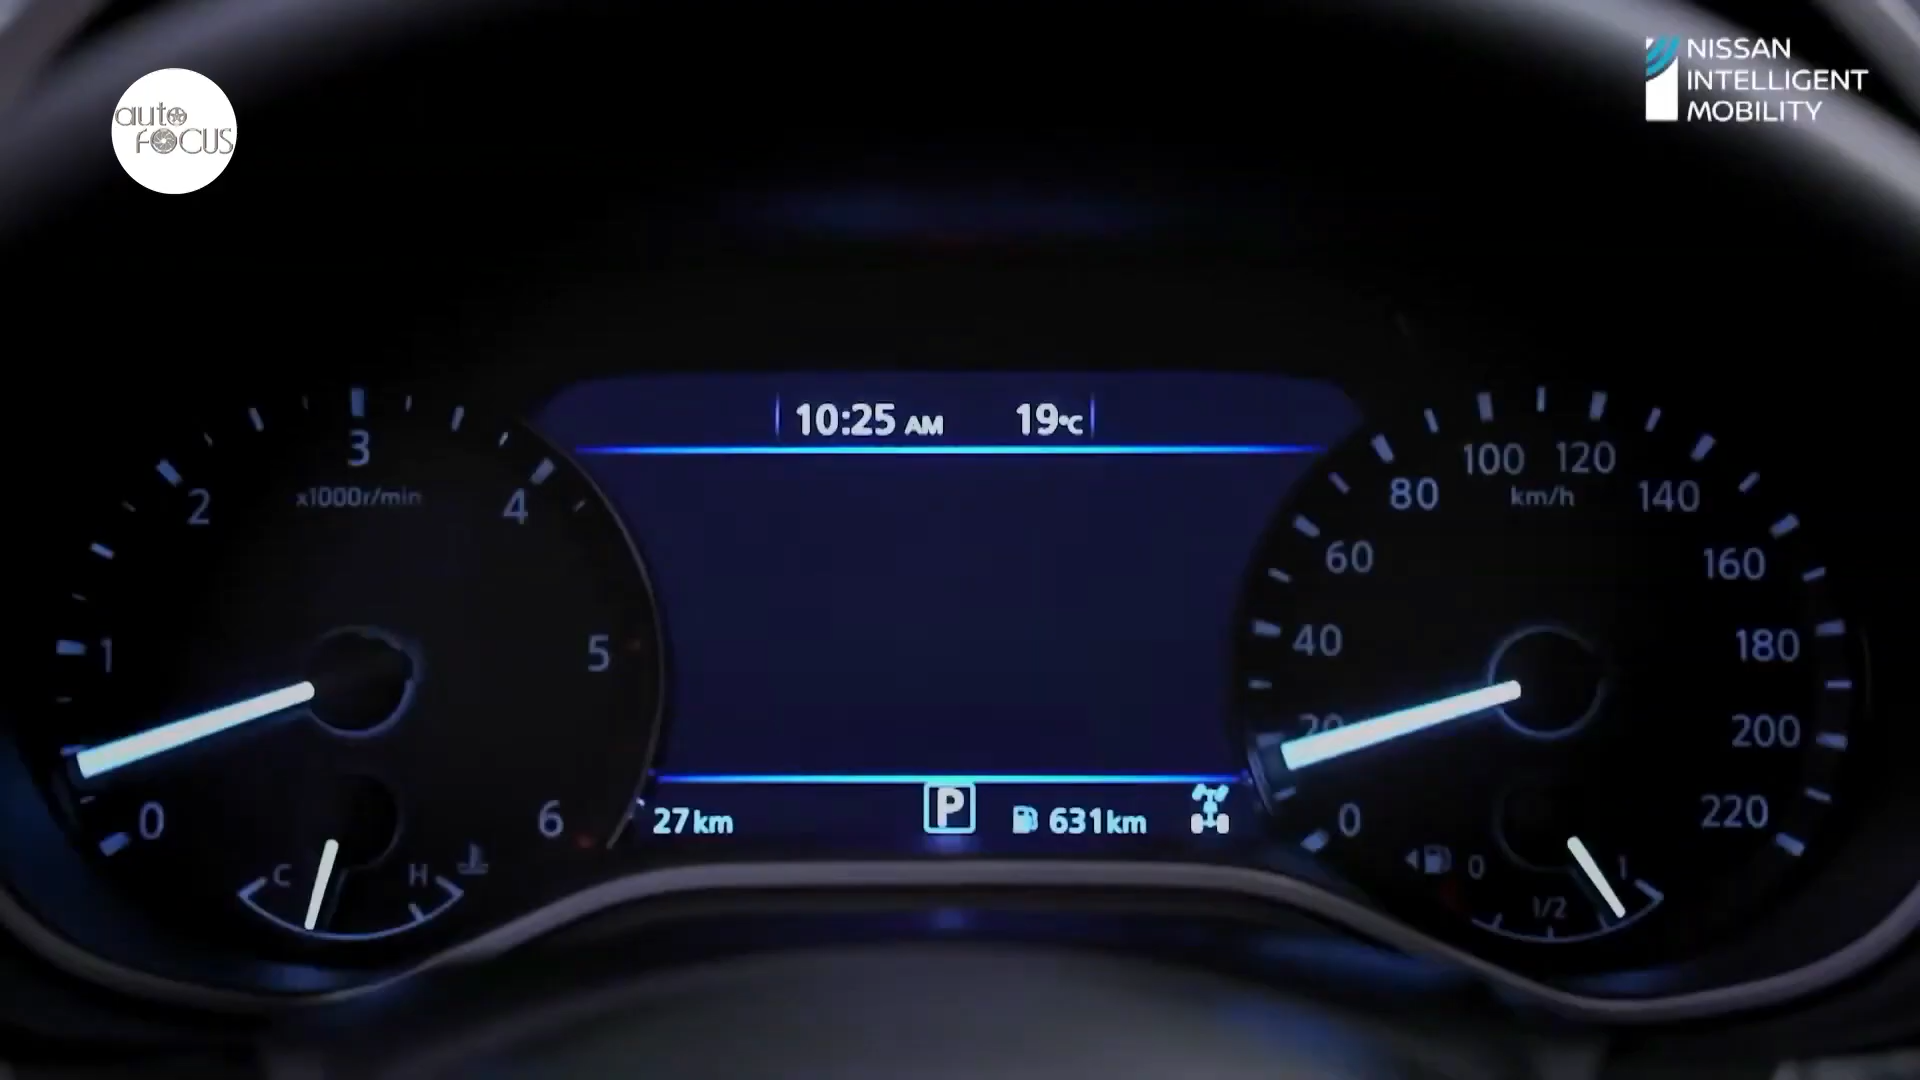 auto
FOCUS
NISSAN
INTELLIGENT
MOBILITY
10:25 AM 19°C
0 1 2 3 4 5 6
x1000r/min
C H
27km P 631km
0 20 40 60 80 100 120 140 160 180 200 220
km/h
0 1/2 1